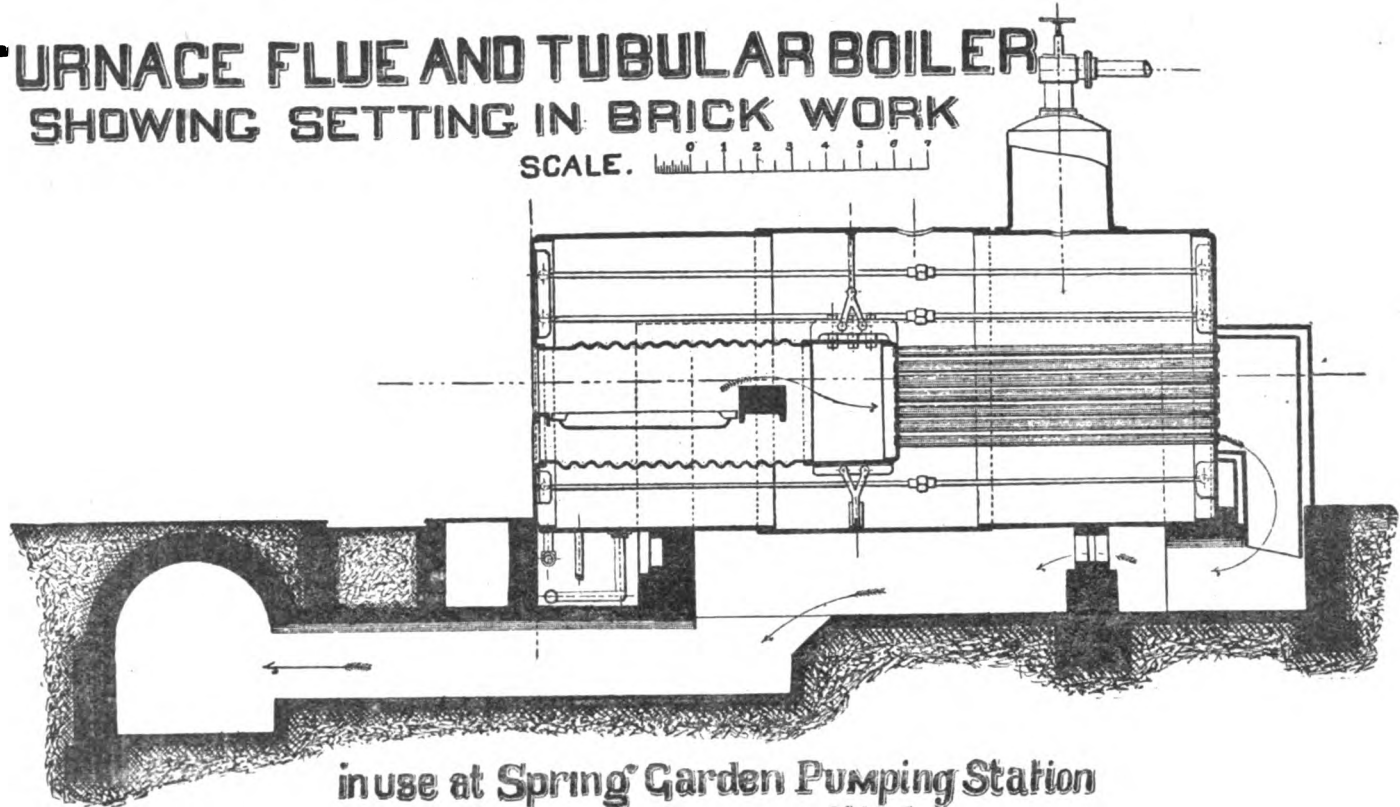 URNACE FLUE AND TUBULAR BOILER
SHOWING SETTING IN BRICK WORK
SCALE. 0 1 2 3 4 5 6 7
in use at Spring Garden Pumping Station